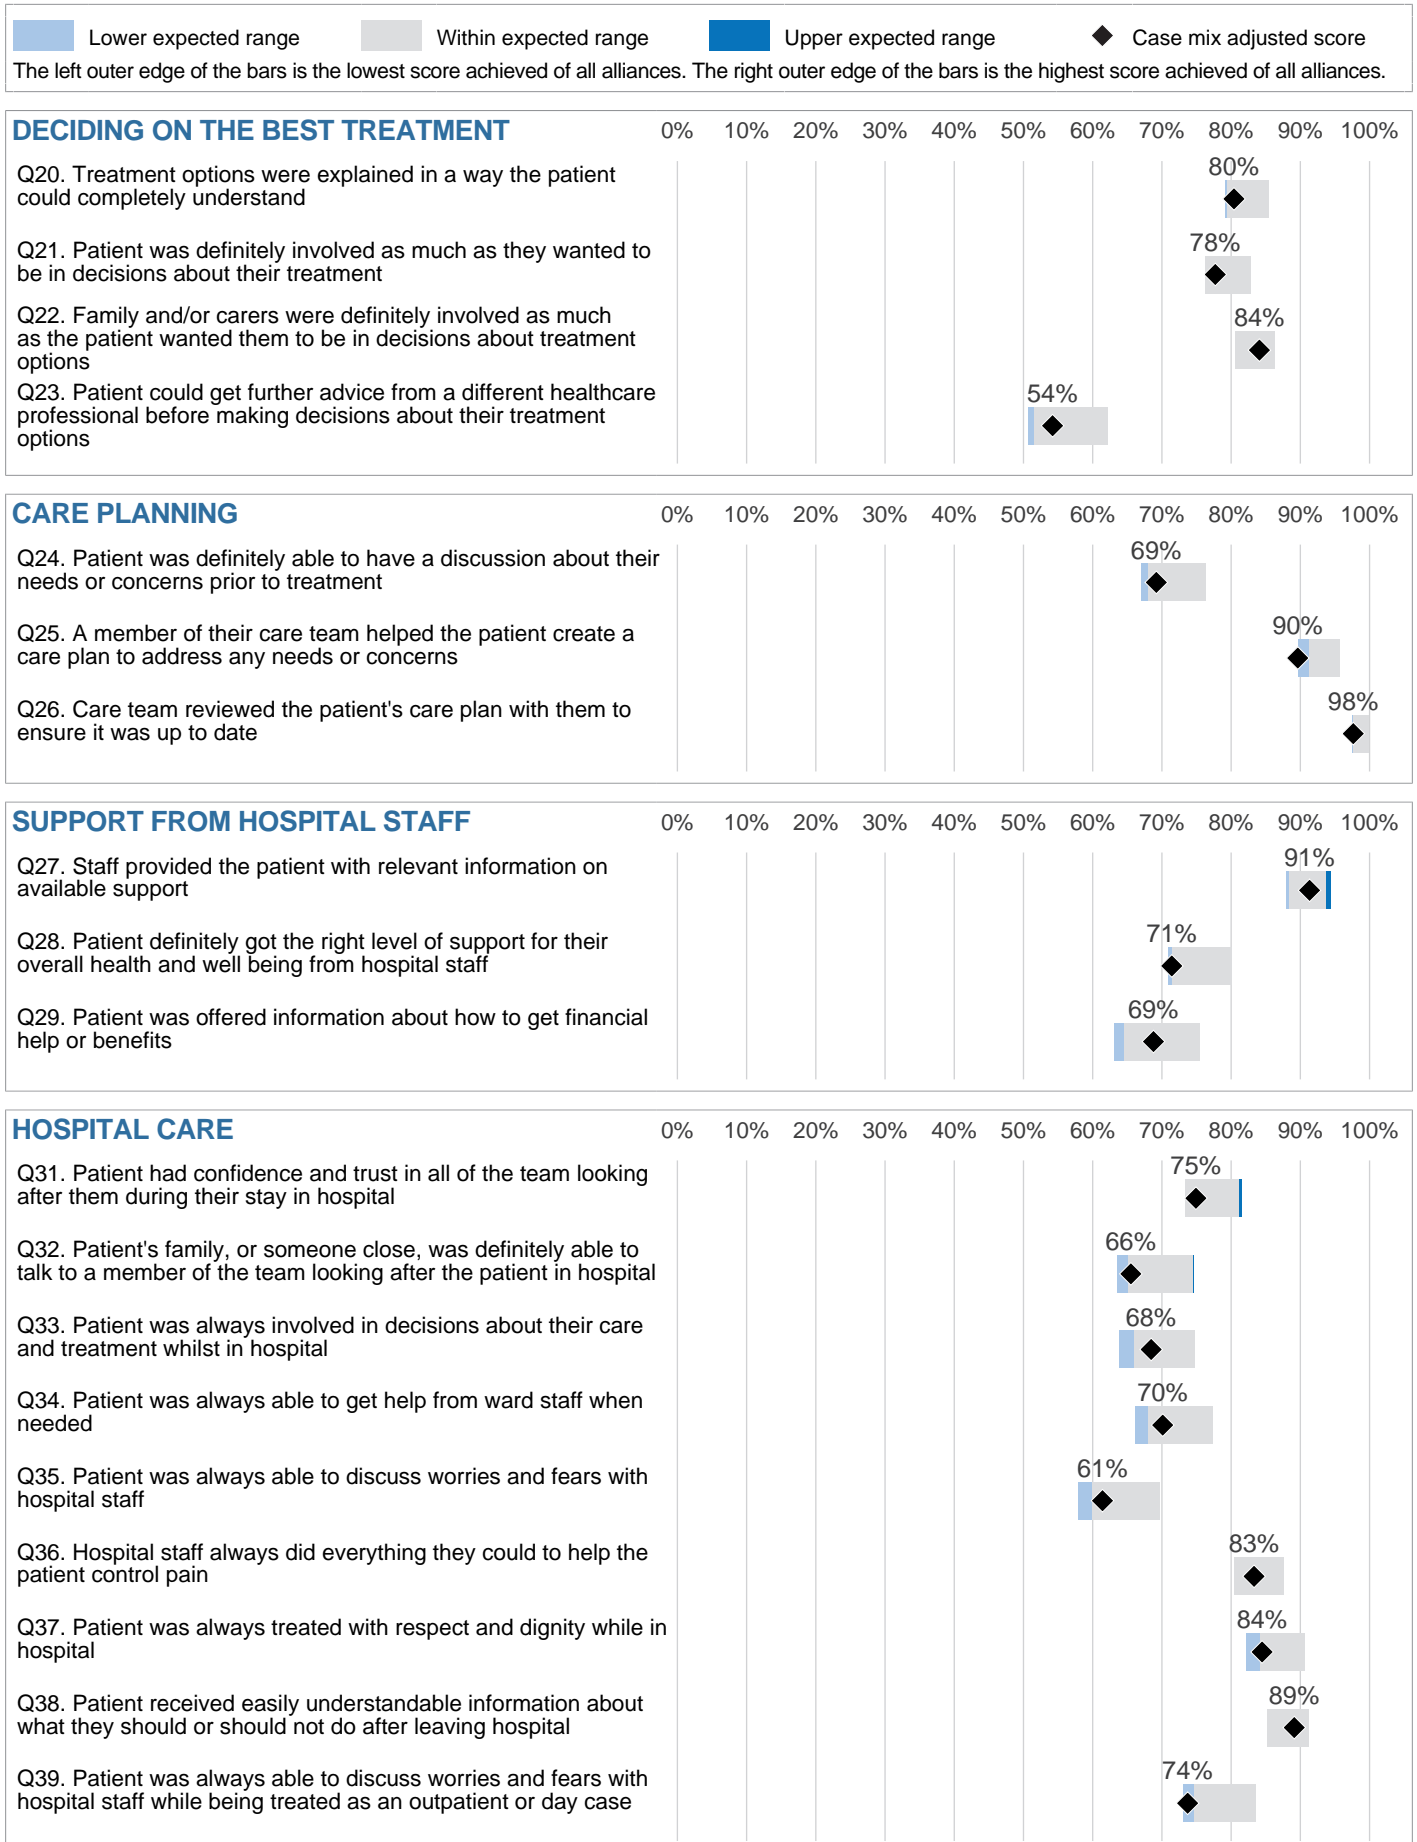 Lower expected range Within expected range Upper expected range Case mix adjusted score
The left outer edge of the bars is the lowest score achieved of all alliances. The right outer edge of the bars is the highest score achieved of all alliances.
DECIDING ON THE BEST TREATMENT 0% 10% 20% 30% 40% 50% 60% 70% 80% 90% 100%
Q20. Treatment options were explained in a way the patient
could completely understand
80%
Q21. Patient was definitely involved as much as they wanted to
be in decisions about their treatment
78%
Q22. Family and/or carers were definitely involved as much
as the patient wanted them to be in decisions about treatment
options
84%
Q23. Patient could get further advice from a different healthcare
professional before making decisions about their treatment
options
54%
CARE PLANNING 0% 10% 20% 30% 40% 50% 60% 70% 80% 90% 100%
Q24. Patient was definitely able to have a discussion about their
needs or concerns prior to treatment
69%
Q25. A member of their care team helped the patient create a
care plan to address any needs or concerns
90%
Q26. Care team reviewed the patient's care plan with them to
ensure it was up to date
98%
SUPPORT FROM HOSPITAL STAFF 0% 10% 20% 30% 40% 50% 60% 70% 80% 90% 100%
Q27. Staff provided the patient with relevant information on
available support
91%
Q28. Patient definitely got the right level of support for their
overall health and well being from hospital staff
71%
Q29. Patient was offered information about how to get financial
help or benefits
69%
HOSPITAL CARE 0% 10% 20% 30% 40% 50% 60% 70% 80% 90% 100%
Q31. Patient had confidence and trust in all of the team looking
after them during their stay in hospital
75%
Q32. Patient's family, or someone close, was definitely able to
talk to a member of the team looking after the patient in hospital
66%
Q33. Patient was always involved in decisions about their care
and treatment whilst in hospital
68%
Q34. Patient was always able to get help from ward staff when
needed
70%
Q35. Patient was always able to discuss worries and fears with
hospital staff
61%
Q36. Hospital staff always did everything they could to help the
patient control pain
83%
Q37. Patient was always treated with respect and dignity while in
hospital
84%
Q38. Patient received easily understandable information about
what they should or should not do after leaving hospital
89%
Q39. Patient was always able to discuss worries and fears with
hospital staff while being treated as an outpatient or day case
74%